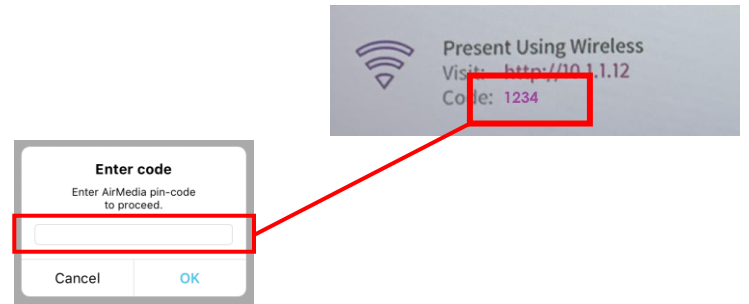 Present Using Wireless
Visit: http://10.1.1.12
Code: 1234
Enter code
Enter AirMedia pin-code
to proceed.
Cancel OK